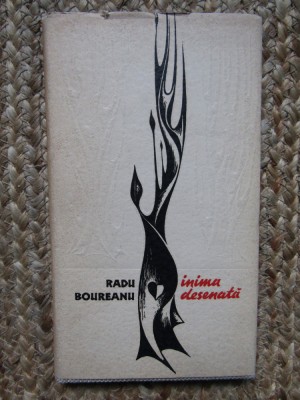 RADU
BOUREANU
inima
desenată